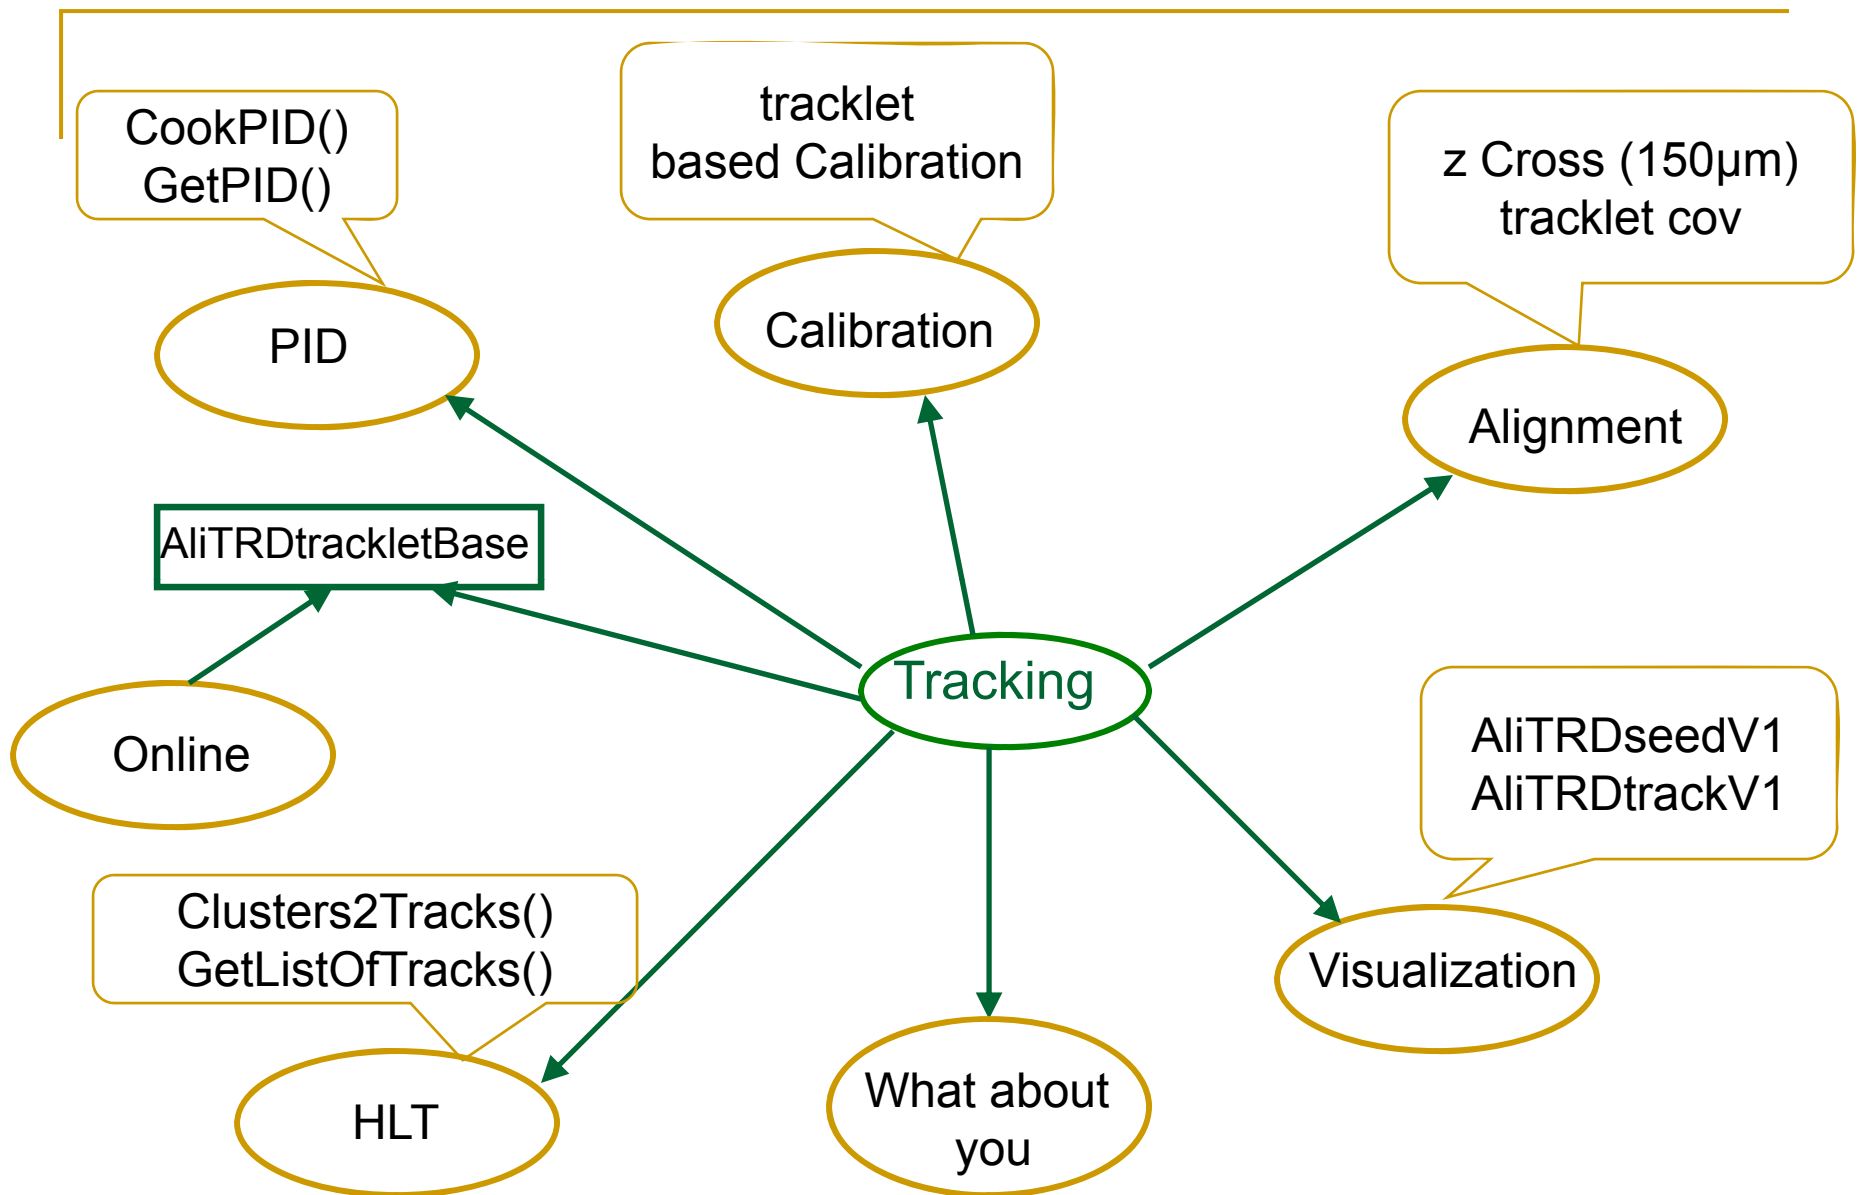 CookPID()
GetPID()
tracklet
based Calibration
z Cross (150µm)
tracklet cov
PID
Calibration
Alignment
AliTRDtrackletBase
Tracking
Online
AliTRDseedV1
AliTRDtrackV1
Clusters2Tracks()
GetListOfTracks()
Visualization
HLT
What about
you